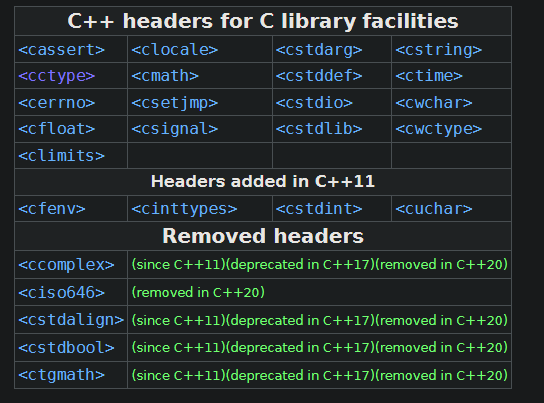 C++ headers for C library facilities
<cassert> <clocale> <cstdarg> <cstring>
<cctype> <cmath> <cstddef> <ctime>
<cerrno> <csetjmp> <cstdio> <cwchar>
<cfloat> <csignal> <cstdlib> <cwctype>
<climits>
Headers added in C++11
<cfenv> <cinttypes> <cstdint> <cuchar>
Removed headers
<ccomplex> (since C++11)(deprecated in C++17)(removed in C++20)
<ciso646> (removed in C++20)
<cstdalign> (since C++11)(deprecated in C++17)(removed in C++20)
<cstdbool> (since C++11)(deprecated in C++17)(removed in C++20)
<ctgmath> (since C++11)(deprecated in C++17)(removed in C++20)